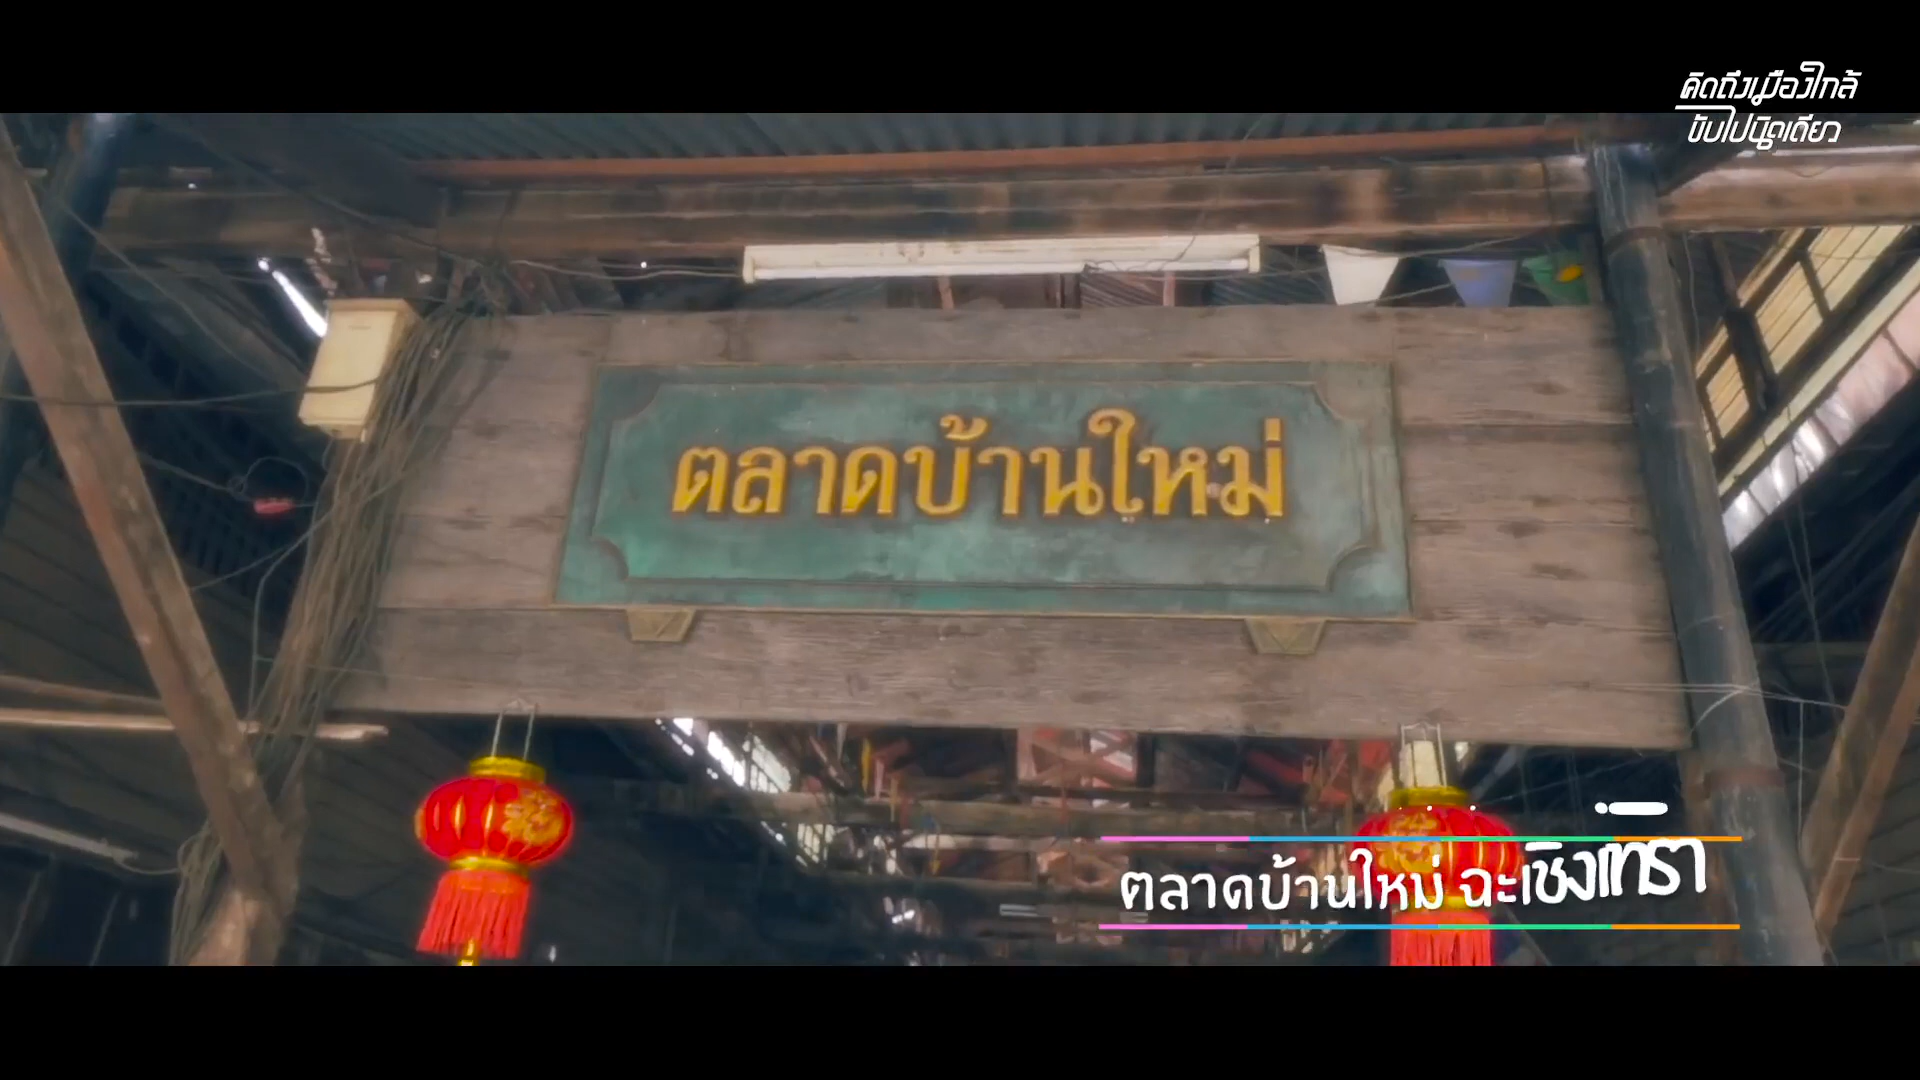 คิดถึงเมืองใกล้
ขับไปนิดเดียว
ตลาดบ้านใหม่
ตลาดบ้านใหม่ ฉะเชิงเทรา